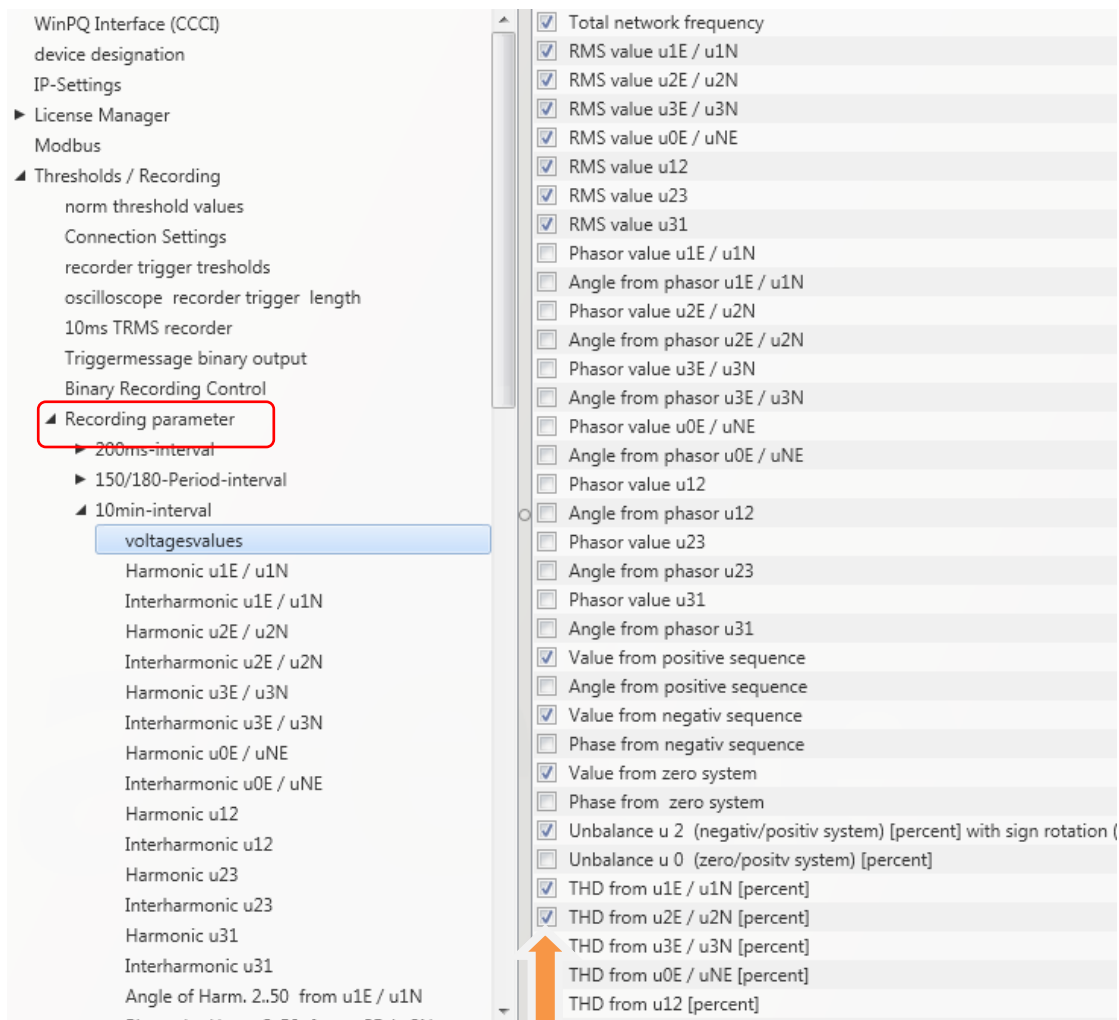 WinPQ Interface (CCCI)
device designation
IP-Settings
License Manager
Modbus
Thresholds / Recording
norm threshold values
Connection Settings
recorder trigger tresholds
oscilloscope recorder trigger length
10ms TRMS recorder
Triggermessage binary output
Binary Recording Control
Recording parameter
200ms-interval
150/180-Period-interval
10min-interval
voltagesvalues
Harmonic u1E / u1N
Interharmonic u1E / u1N
Harmonic u2E / u2N
Interharmonic u2E / u2N
Harmonic u3E / u3N
Interharmonic u3E / u3N
Harmonic u0E / uNE
Interharmonic u0E / uNE
Harmonic u12
Interharmonic u12
Harmonic u23
Interharmonic u23
Harmonic u31
Interharmonic u31
Angle of Harm. 2..50 from u1E / u1N
Total network frequency
RMS value u1E / u1N
RMS value u2E / u2N
RMS value u3E / u3N
RMS value u0E / uNE
RMS value u12
RMS value u23
RMS value u31
Phasor value u1E / u1N
Angle from phasor u1E / u1N
Phasor value u2E / u2N
Angle from phasor u2E / u2N
Phasor value u3E / u3N
Angle from phasor u3E / u3N
Phasor value u0E / uNE
Angle from phasor u0E / uNE
Phasor value u12
Angle from phasor u12
Phasor value u23
Angle from phasor u23
Phasor value u31
Angle from phasor u31
Value from positive sequence
Angle from positive sequence
Value from negativ sequence
Phase from negativ sequence
Value from zero system
Phase from zero system
Unbalance u 2 (negativ/positiv system) [percent] with sign rotation (
Unbalance u 0 (zero/positv system) [percent]
THD from u1E / u1N [percent]
THD from u2E / u2N [percent]
THD from u3E / u3N [percent]
THD from u0E / uNE [percent]
THD from u12 [percent]